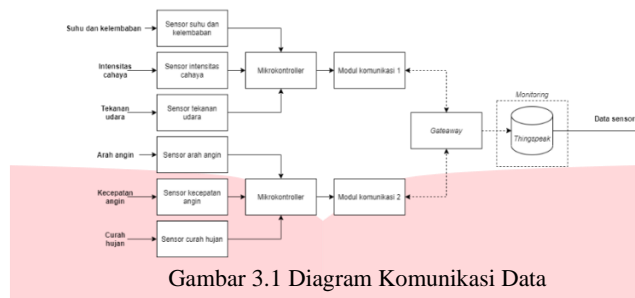 Suhu dan kelembaban
Sensor suhu dan
kelembaban
Intensitas
cahaya
Sensor intensitas
cahaya
Mikrokontroller
Modul komunikasi 1
Tekanan
udara
Sensor tekanan
udara
Monitoring
Gateaway
Thingspeak
Data sensor
Arah angin
Sensor arah angin
Kecepatan
angin
Sensor kecepatan
angin
Mikrokontroller
Modul komunikasi 2
Curah
hujan
Sensor curah hujan
Gambar 3.1 Diagram Komunikasi Data